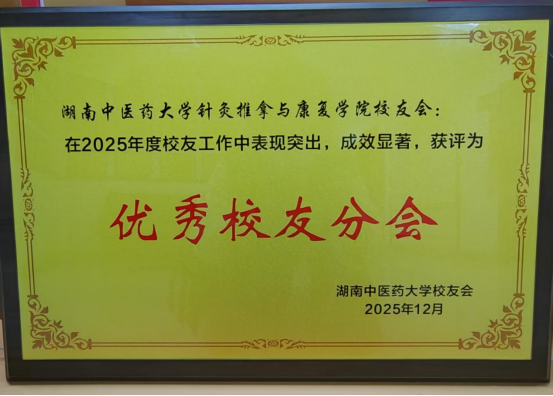 湖南中医药大学针灸推拿与康复学院校友会：
在2025年度校友工作中表现突出，成效显著，获评为
优秀校友分会
湖南中医药大学校友会
2025年12月